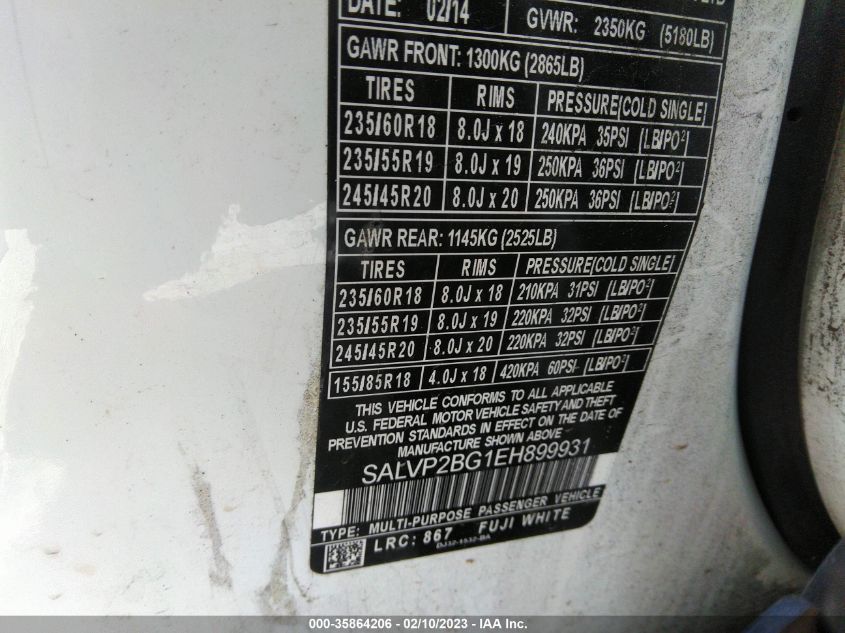 DATE: 02/14
GVWR: 2350KG (5180LB)
GAWR FRONT: 1300KG (2865LB)
TIRES RIMS PRESSURE(COLD SINGLE)
235/60R18 8.0J x 18 240KPA 35PSI (LB/PO²)
235/55R19 8.0J x 19 250KPA 36PSI (LB/PO²)
245/45R20 8.0J x 20 250KPA 36PSI (LB/PO²)
GAWR REAR: 1145KG (2525LB)
TIRES RIMS PRESSURE(COLD SINGLE)
235/60R18 8.0J x 18 210KPA 31PSI (LB/PO²)
235/55R19 8.0J x 19 220KPA 32PSI (LB/PO²)
245/45R20 8.0J x 20 220KPA 32PSI (LB/PO²)
155/85R18 4.0J x 18 420KPA 60PSI (LB/PO²)
THIS VEHICLE CONFORMS TO ALL APPLICABLE
U.S. FEDERAL MOTOR VEHICLE SAFETY AND THEFT
PREVENTION STANDARDS IN EFFECT ON THE DATE OF
MANUFACTURE SHOWN ABOVE
SALVP2BG1EH899931
TYPE: MULTI-PURPOSE PASSENGER VEHICLE
LRC: 867 FUJI WHITE
000-35864206 - 02/10/2023 - IAA Inc.